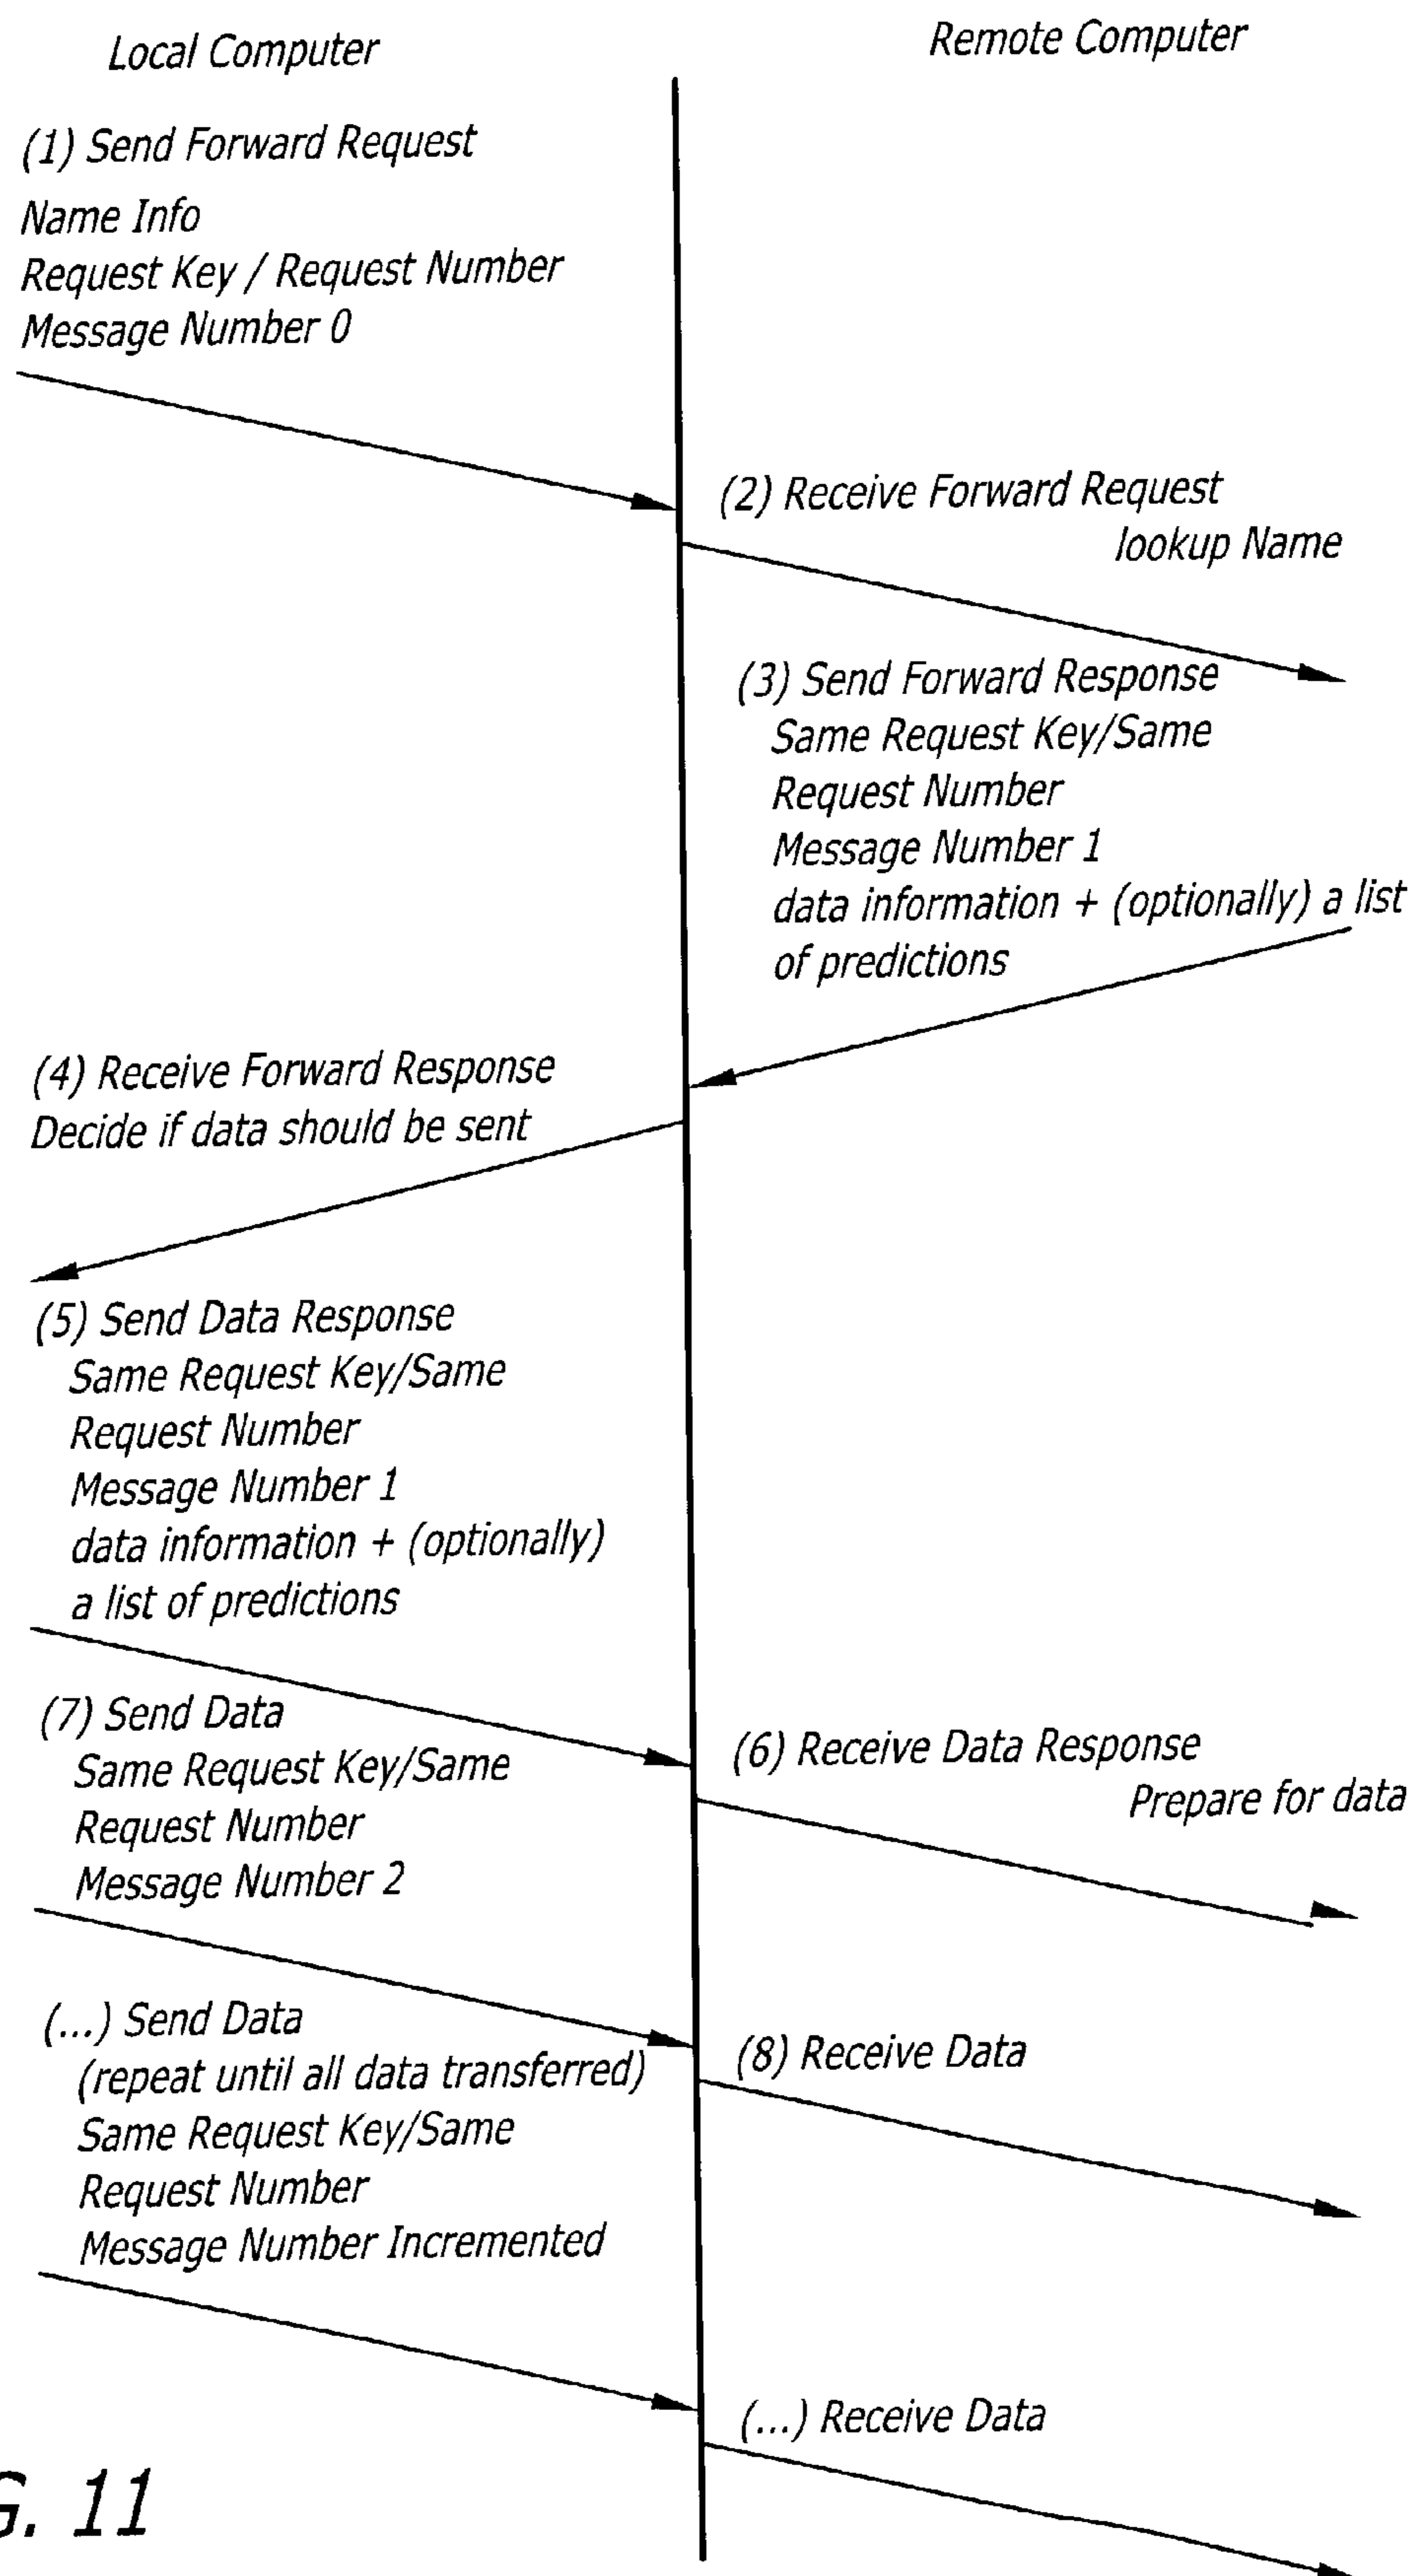 Local Computer
Remote Computer
(1) Send Forward Request
Name Info
Request Key / Request Number
Message Number 0
(2) Receive Forward Request
lookup Name
(3) Send Forward Response
Same Request Key/Same
Request Number
Message Number 1
data information + (optionally) a list
of predictions
(4) Receive Forward Response
Decide if data should be sent
(5) Send Data Response
Same Request Key/Same
Request Number
Message Number 1
data information + (optionally)
a list of predictions
(6) Receive Data Response
Prepare for data
(7) Send Data
Same Request Key/Same
Request Number
Message Number 2
(8) Receive Data
(...) Send Data
(repeat until all data transferred)
Same Request Key/Same
Request Number
Message Number Incremented
(...) Receive Data
G. 11